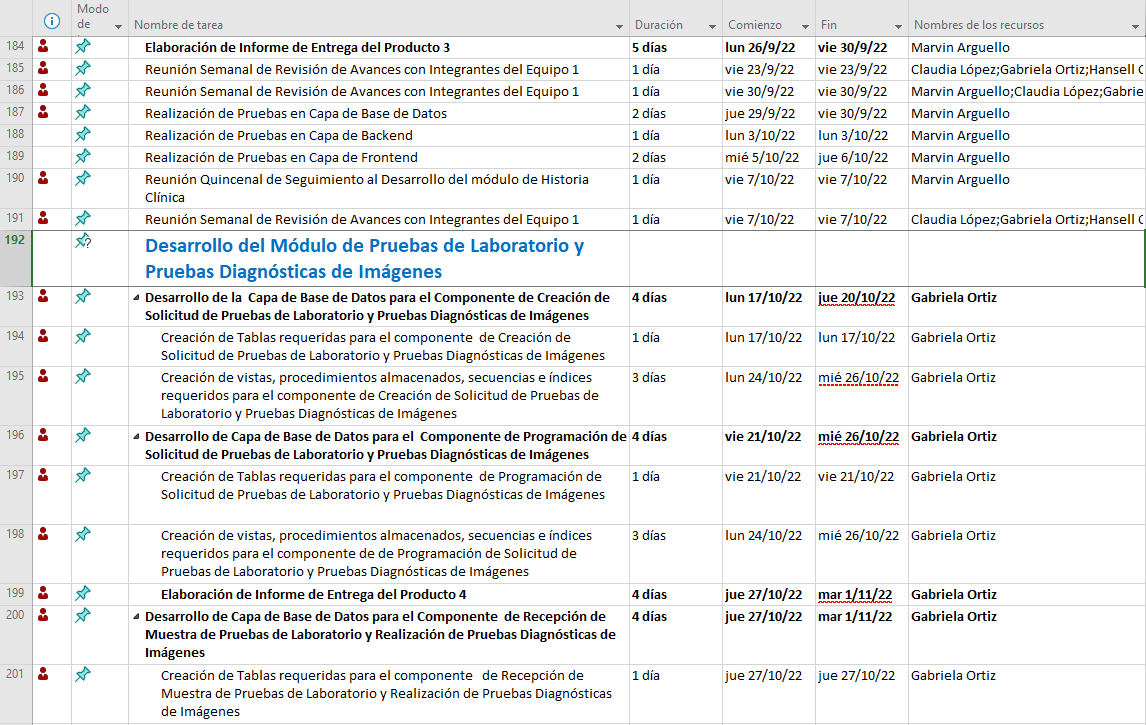 Modo de
Nombre de tarea Duración Comienzo Fin Nombres de los recursos
184 Elaboración de Informe de Entrega del Producto 3 5 días lun 26/9/22 vie 30/9/22 Marvin Arguello
185 Reunión Semanal de Revisión de Avances con Integrantes del Equipo 1 1 día vie 23/9/22 vie 23/9/22 Claudia López;Gabriela Ortiz;Hansell
186 Reunión Semanal de Revisión de Avances con Integrantes del Equipo 1 1 día vie 30/9/22 vie 30/9/22 Marvin Arguello;Claudia López;Gabrie
187 Realización de Pruebas en Capa de Base de Datos 2 días jue 29/9/22 vie 30/9/22 Marvin Arguello
188 Realización de Pruebas en Capa de Backend 1 día lun 3/10/22 lun 3/10/22 Marvin Arguello
189 Realización de Pruebas en Capa de Frontend 2 días mié 5/10/22 jue 6/10/22 Marvin Arguello
190 Reunión Quincenal de Seguimiento al Desarrollo del módulo de Historia 1 día vie 7/10/22 vie 7/10/22 Marvin Arguello
Clínica
191 Reunión Semanal de Revisión de Avances con Integrantes del Equipo 1 1 día vie 7/10/22 vie 7/10/22 Claudia López;Gabriela Ortiz;Hansell
192 ? Desarrollo del Módulo de Pruebas de Laboratorio y
Pruebas Diagnósticas de Imágenes
193 Desarrollo de la Capa de Base de Datos para el Componente de Creación de 4 días lun 17/10/22 jue 20/10/22 Gabriela Ortiz
Solicitud de Pruebas de Laboratorio y Pruebas Diagnósticas de Imágenes
194 Creación de Tablas requeridas para el componente de Creación de 1 día lun 17/10/22 lun 17/10/22 Gabriela Ortiz
Solicitud de Pruebas de Laboratorio y Pruebas Diagnósticas de Imágenes
195 Creación de vistas, procedimientos almacenados, secuencias e índices 3 días lun 24/10/22 mié 26/10/22 Gabriela Ortiz
requeridos para el componente de Creación de Solicitud de Pruebas de
Laboratorio y Pruebas Diagnósticas de Imágenes
196 Desarrollo de Capa de Base de Datos para el Componente de Programación de 4 días vie 21/10/22 mié 26/10/22 Gabriela Ortiz
Solicitud de Pruebas de Laboratorio y Pruebas Diagnósticas de Imágenes
197 Creación de Tablas requeridas para el componente de Programación de 1 día vie 21/10/22 vie 21/10/22 Gabriela Ortiz
Solicitud de Pruebas de Laboratorio y Pruebas Diagnósticas de Imágenes
198 Creación de vistas, procedimientos almacenados, secuencias e índices 3 días lun 24/10/22 mié 26/10/22 Gabriela Ortiz
requeridos para el componente de de Programación de Solicitud de
Pruebas de Laboratorio y Pruebas Diagnósticas de Imágenes
199 Elaboración de Informe de Entrega del Producto 4 4 días jue 27/10/22 mar 1/11/22 Gabriela Ortiz
200 Desarrollo de Capa de Base de Datos para el Componente de Recepción de 4 días jue 27/10/22 mar 1/11/22 Gabriela Ortiz
Muestra de Pruebas de Laboratorio y Realización de Pruebas Diagnósticas de
Imágenes
201 Creación de Tablas requeridas para el componente de Recepción de 1 día jue 27/10/22 jue 27/10/22 Gabriela Ortiz
Muestra de Pruebas de Laboratorio y Realización de Pruebas Diagnósticas
de Imágenes